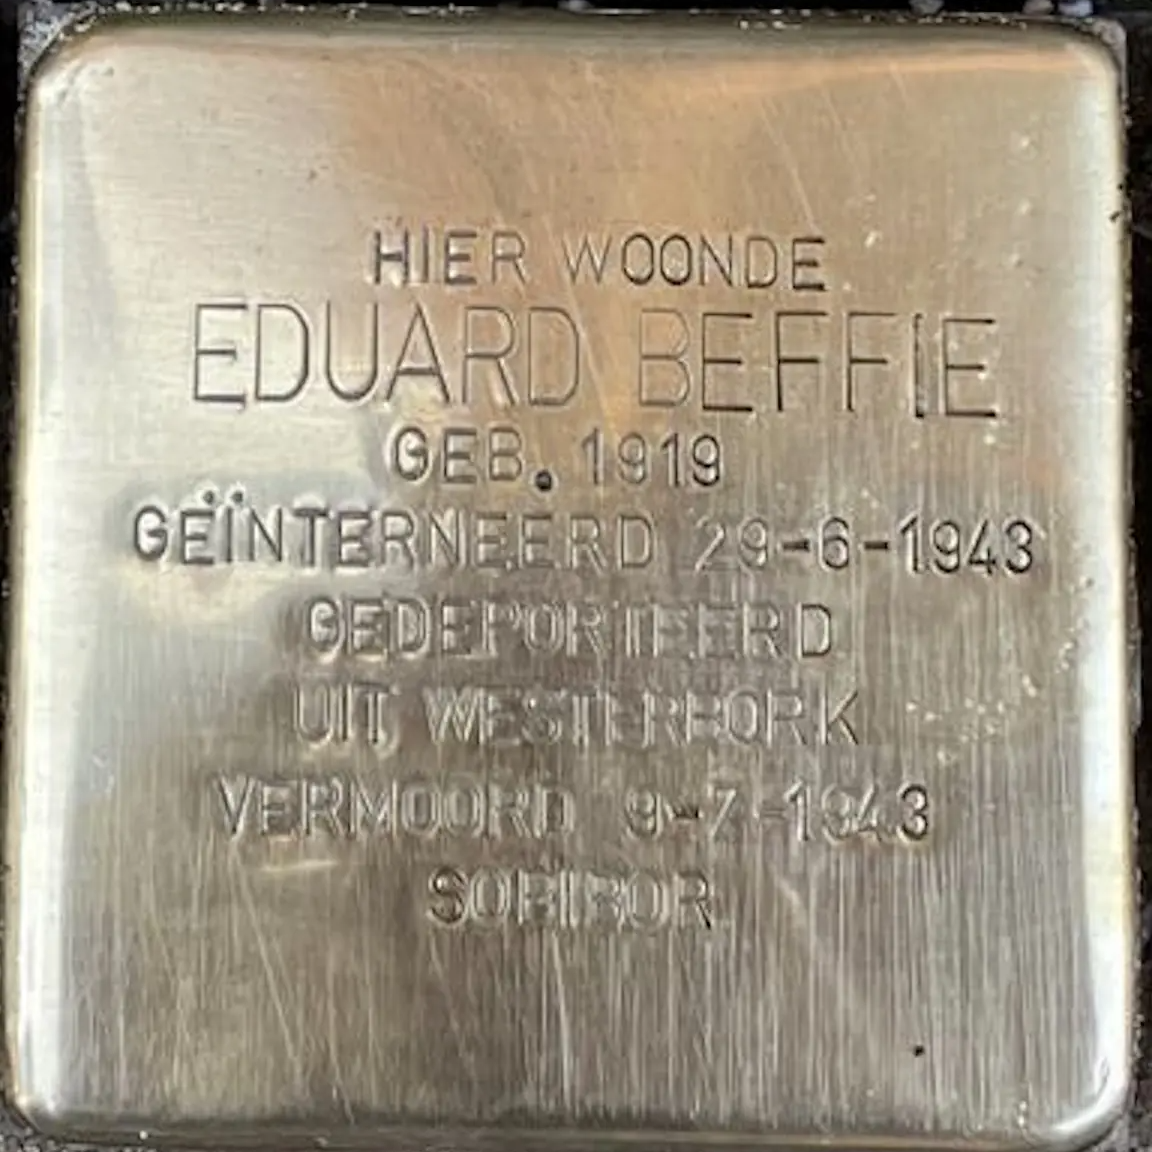 HIER WOONDE
EDUARD BEFFIE
GEB. 1919
GEÏNTERNEERD 29-6-1943
GEDEPORTEERD
UIT WESTERBORK
VERMOORD 9-7-1943
SOBIBOR